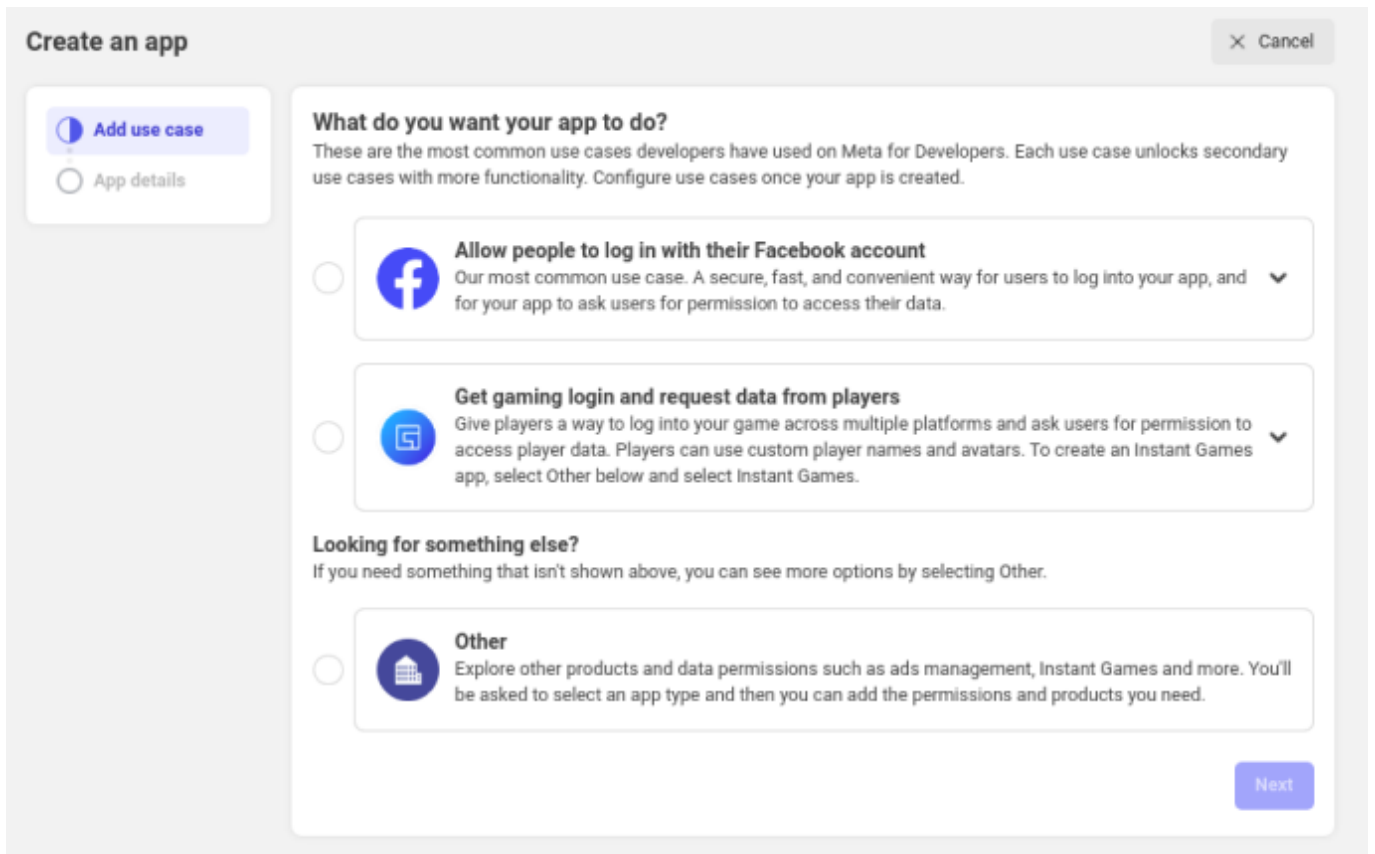 Create an app
Cancel
Add use case
App details
What do you want your app to do?
These are the most common use cases developers have used on Meta for Developers. Each use case unlocks secondary
use cases with more functionality. Configure use cases once your app is created.
Allow people to log in with their Facebook account
Our most common use case. A secure, fast, and convenient way for users to log into your app, and
for your app to ask users for permission to access their data.
Get gaming login and request data from players
Give players a way to log into your game across multiple platforms and ask users for permission to
access player data. Players can use custom player names and avatars. To create an Instant Games
app, select Other below and select Instant Games.
Looking for something else?
If you need something that isn't shown above, you can see more options by selecting Other.
Other
Explore other products and data permissions such as ads management, Instant Games and more. You'll
be asked to select an app type and then you can add the permissions and products you need.
Next